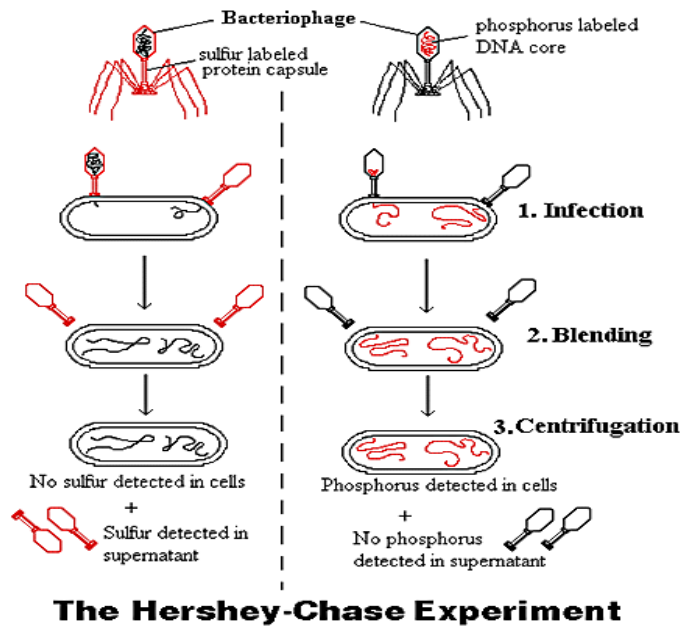 Bacteriophage
sulfur labeled
protein capsule
phosphorus labeled
DNA core
1. Infection
2. Blending
3. Centrifugation
No sulfur detected in cells
+
Sulfur detected in
supernatant
Phosphorus detected in cells
+
No phosphorus
detected in supernatant
The Hershey-Chase Experiment